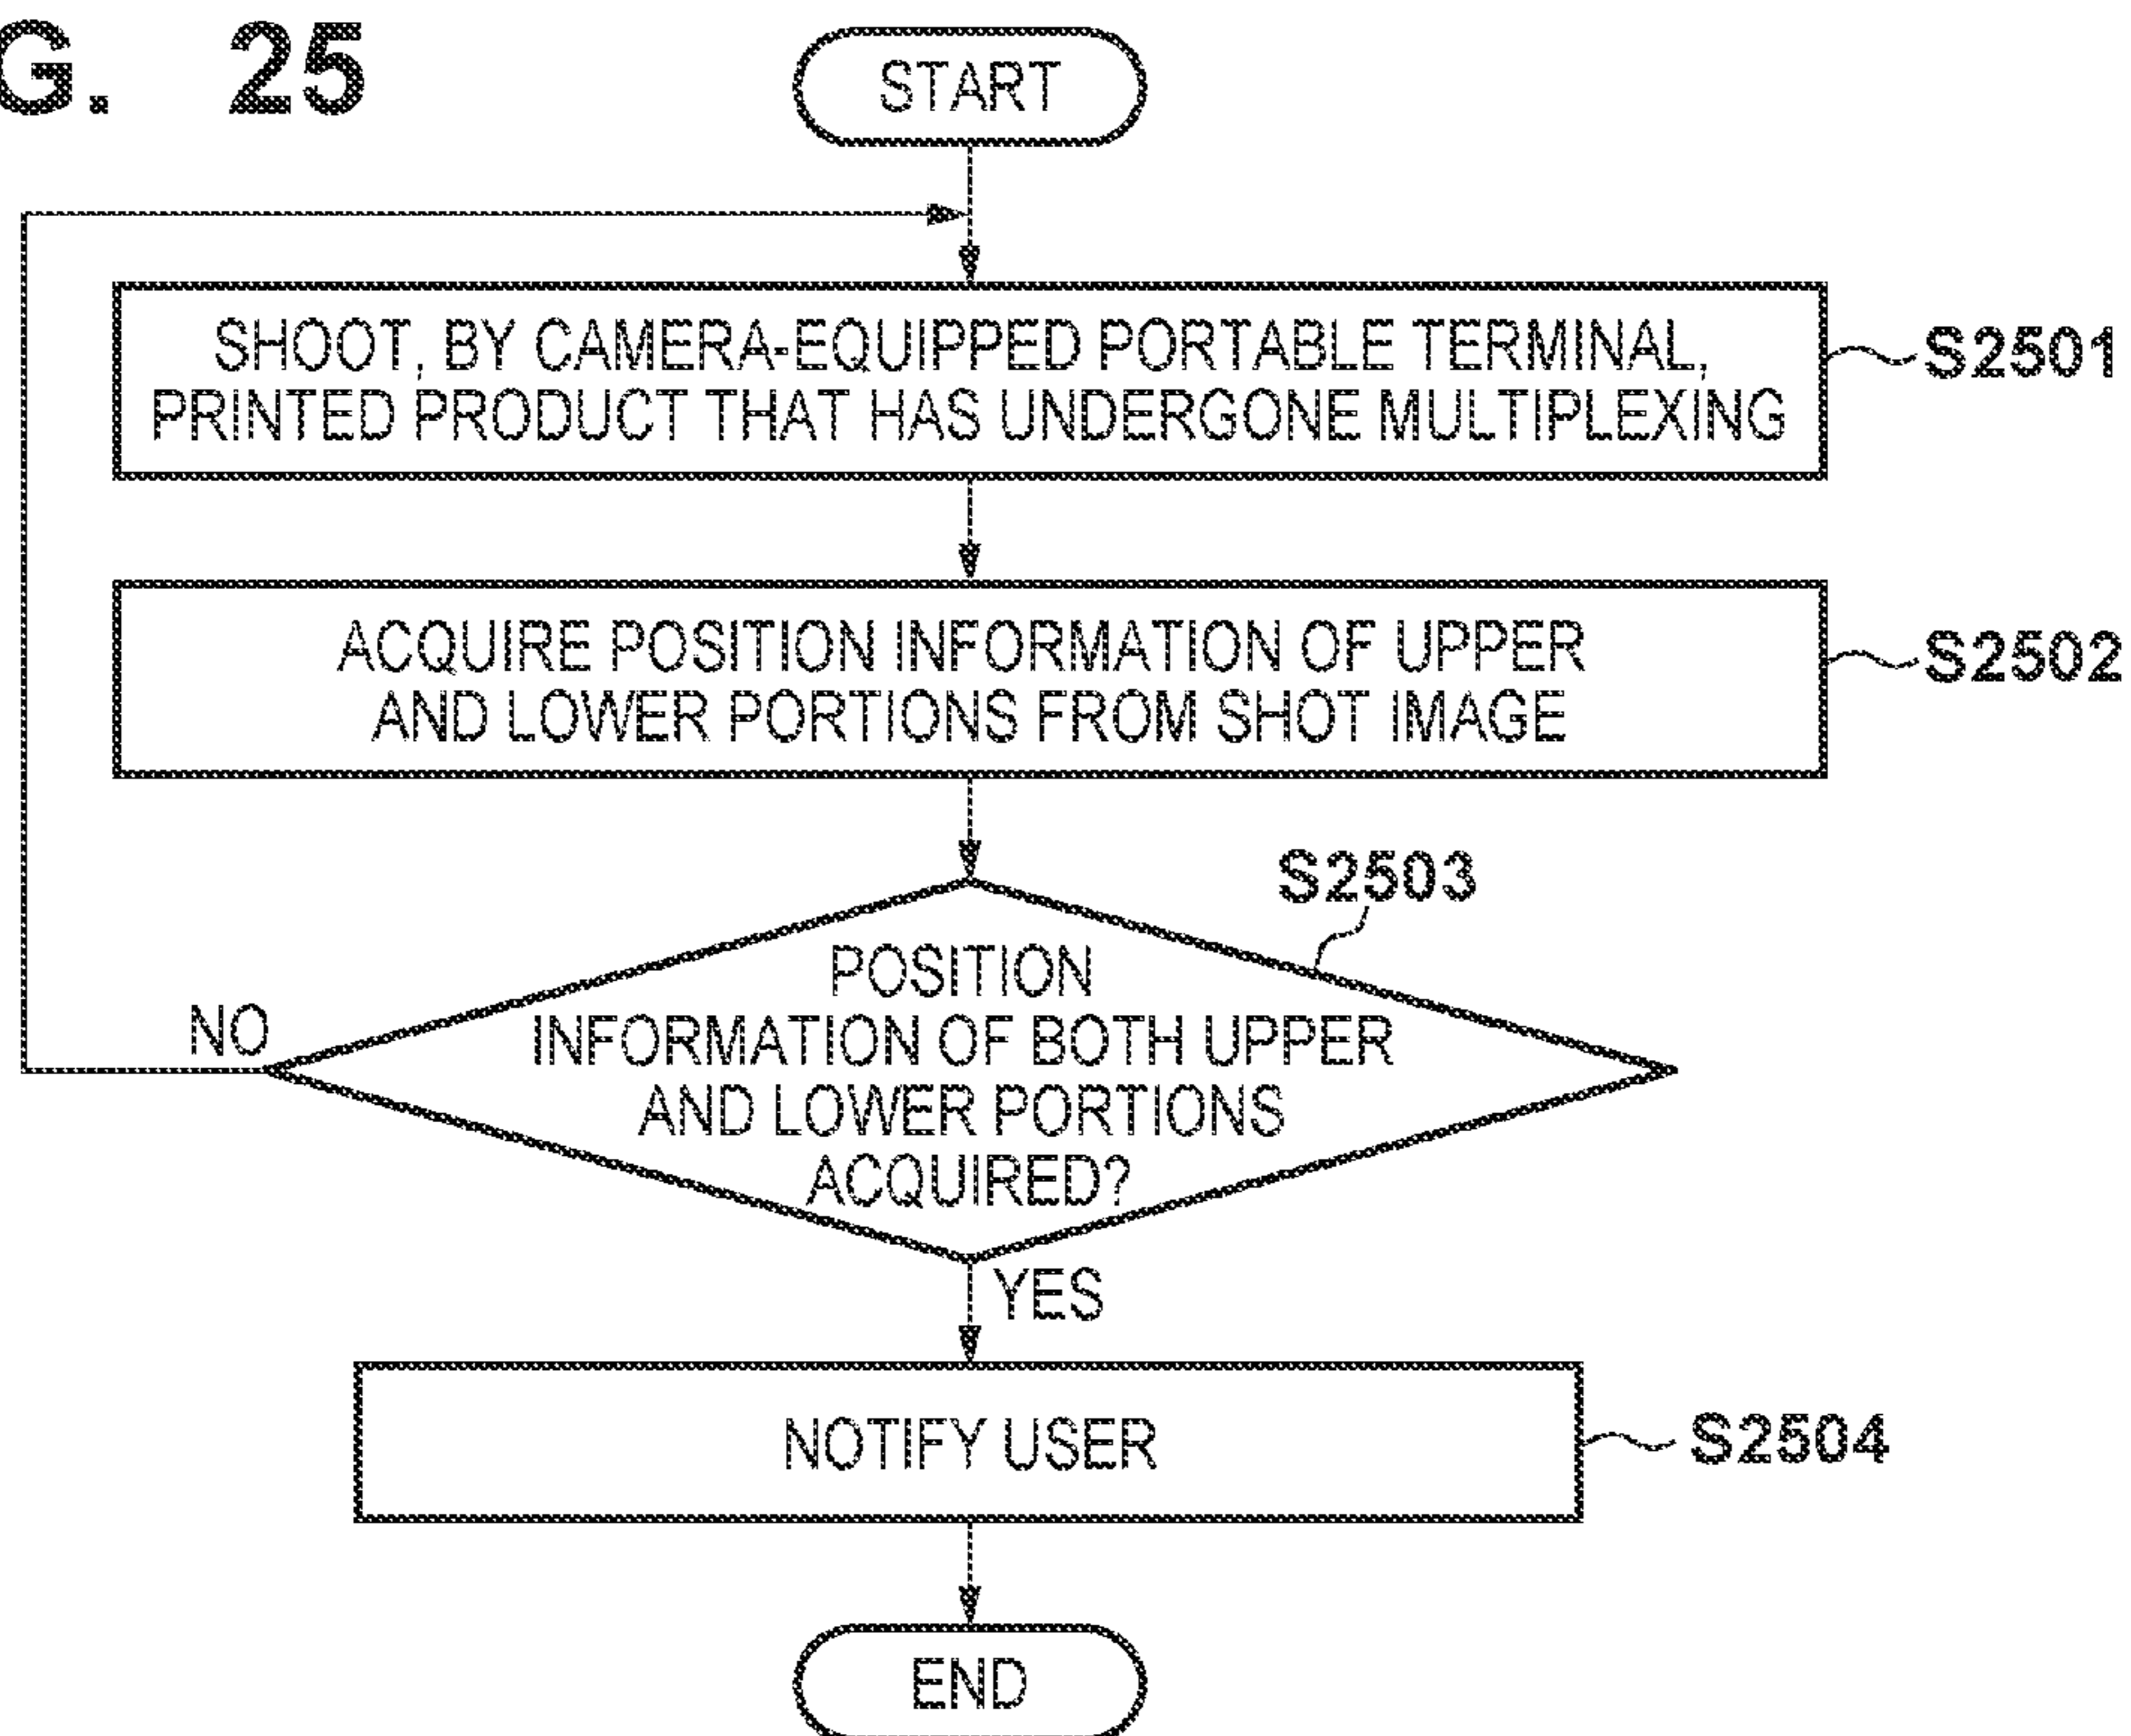 G. 25
START
SHOOT, BY CAMERA-EQUIPPED PORTABLE TERMINAL,
PRINTED PRODUCT THAT HAS UNDERGONE MULTIPLEXING
S2501
ACQUIRE POSITION INFORMATION OF UPPER
AND LOWER PORTIONS FROM SHOT IMAGE
S2502
S2503
POSITION
INFORMATION OF BOTH UPPER
AND LOWER PORTIONS
ACQUIRED?
NO
YES
NOTIFY USER
S2504
END